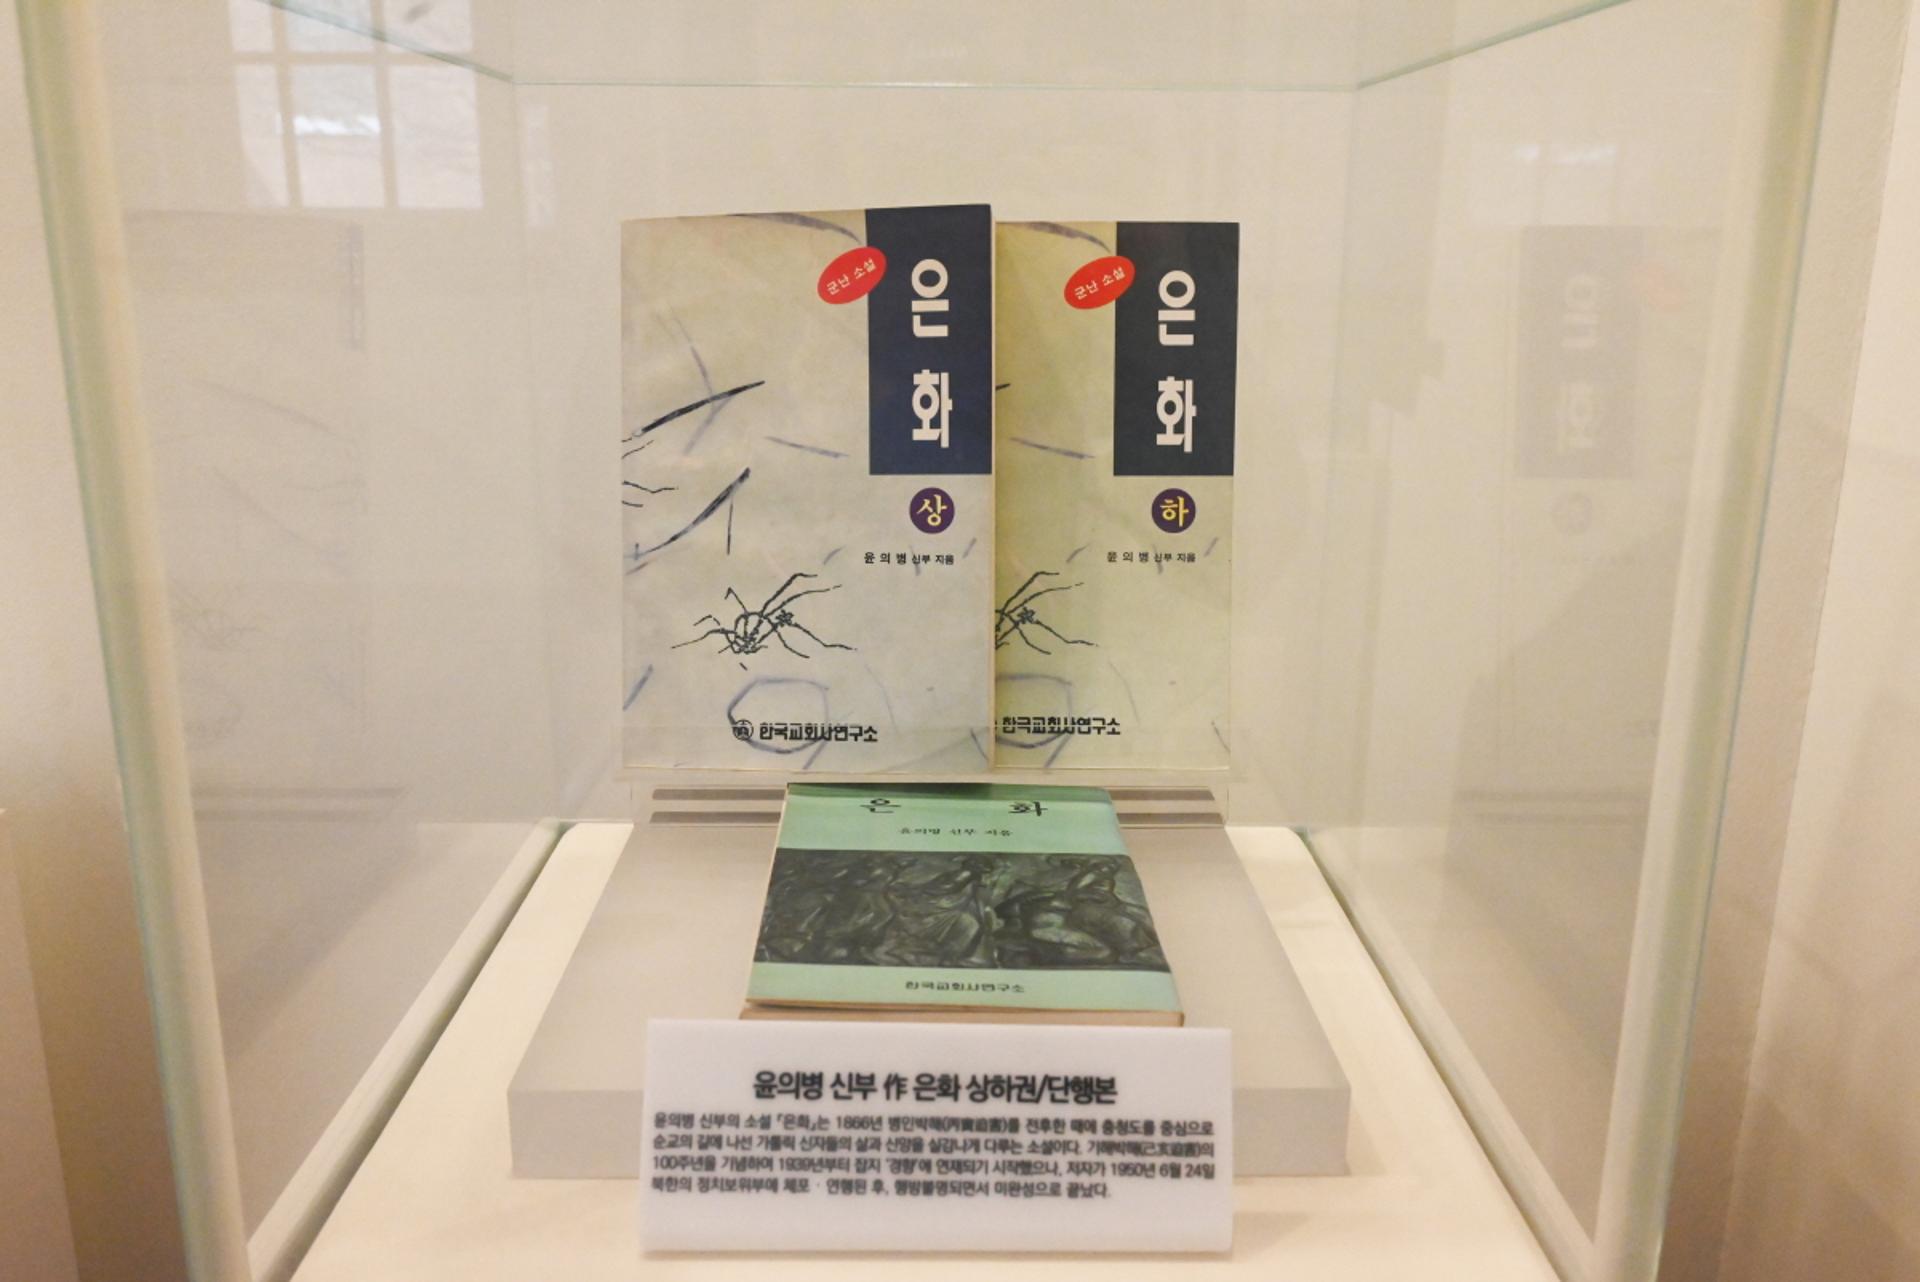 군난 소설
은
화
상
윤 의 병 신부 지음
한국교회사연구소
군난 소설
은
화
하
윤 의 병 신부 지음
한국교회사연구소
은 화
윤의병 신부 지음
한국교회사연구소
윤의병 신부 作 은화 상하권/단행본
윤의병 신부의 소설 「은화」는 1866년 병인박해(丙寅迫害)를 전후한 때에 충청도를 중심으로
순교의 길에 나선 가톨릭 신자들의 삶과 신앙을 실감나게 다루는 소설이다. 기해박해(己亥迫害)의
100주년을 기념하여 1939년부터 잡지 '경향'에 연재되기 시작했으나, 저자가 1950년 6월 24일
북한의 정치보위부에 체포 · 연행된 후, 행방불명되면서 미완성으로 끝났다.